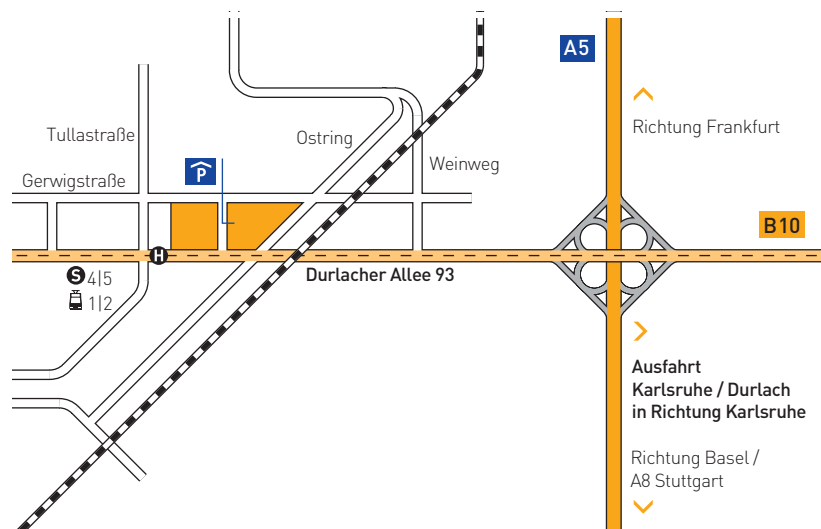 A5
Richtung Frankfurt
Tullastraße
Ostring
Weinweg
P
Gerwigstraße
B10
H
Durlacher Allee 93
S 4|5
1|2
Ausfahrt
Karlsruhe / Durlach
in Richtung Karlsruhe
Richtung Basel /
A8 Stuttgart